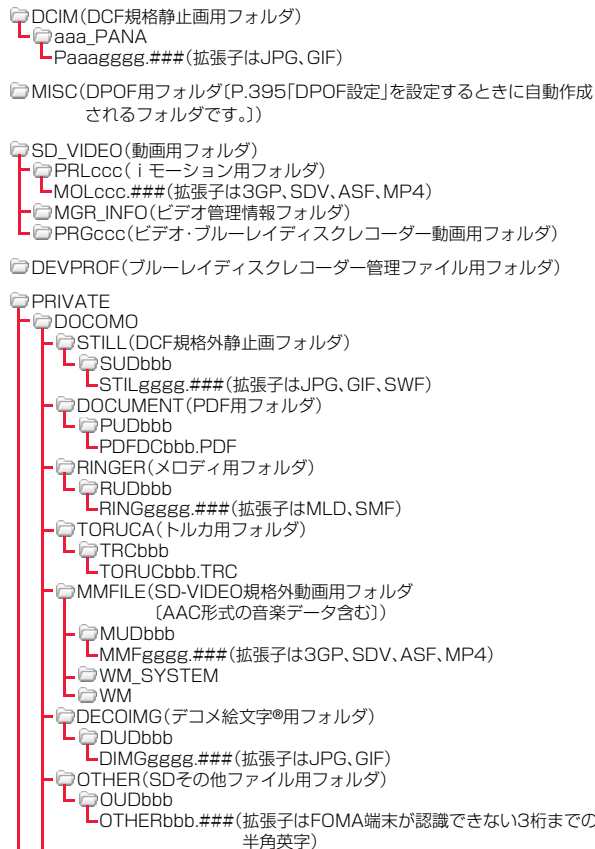 DCIM(DCF規格静止画用フォルダ)
aaa_PANA
Paaagggg.###(拡張子はJPG、GIF)
MISC(DPOF用フォルダ〔P.395「DPOF設定」を設定するときに自動作成
されるフォルダです。〕)
SD_VIDEO(動画用フォルダ)
PRLccc(iモーション用フォルダ)
MOLccc.###(拡張子は3GP、SDV、ASF、MP4)
MGR_INFO(ビデオ管理情報フォルダ)
PRGccc(ビデオ・ブルーレイディスクレコーダー動画用フォルダ)
DEVPROF(ブルーレイディスクレコーダー管理ファイル用フォルダ)
PRIVATE
DOCOMO
STILL(DCF規格外静止画フォルダ)
SUDbbb
STILgggg.###(拡張子はJPG、GIF、SWF)
DOCUMENT(PDF用フォルダ)
PUDbbb
PDFDCbbb.PDF
RINGER(メロディ用フォルダ)
RUDbbb
RINGgggg.###(拡張子はMLD、SMF)
TORUCA(トルカ用フォルダ)
TRCbbb
TORUCbbb.TRC
MMFILE(SD-VIDEO規格外動画用フォルダ
〔AAC形式の音楽データ含む〕)
MUDbbb
MMFgggg.###(拡張子は3GP、SDV、ASF、MP4)
WM_SYSTEM
WM
DECOIMG(デコメ絵文字®用フォルダ)
DUDbbb
DIMGgggg.###(拡張子はJPG、GIF)
OTHER(SDその他ファイル用フォルダ)
OUDbbb
OTHERbbb.###(拡張子はFOMA端末が認識できない3桁までの
半角英字)